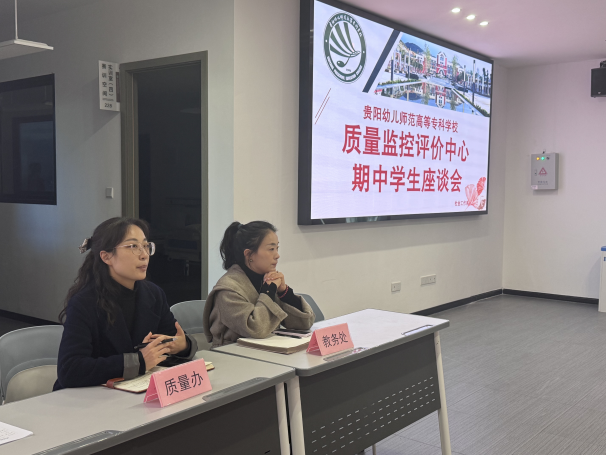 贵阳幼儿师范高等专科学校
质量监控评价中心
期中学生座谈会
教务处
质量办